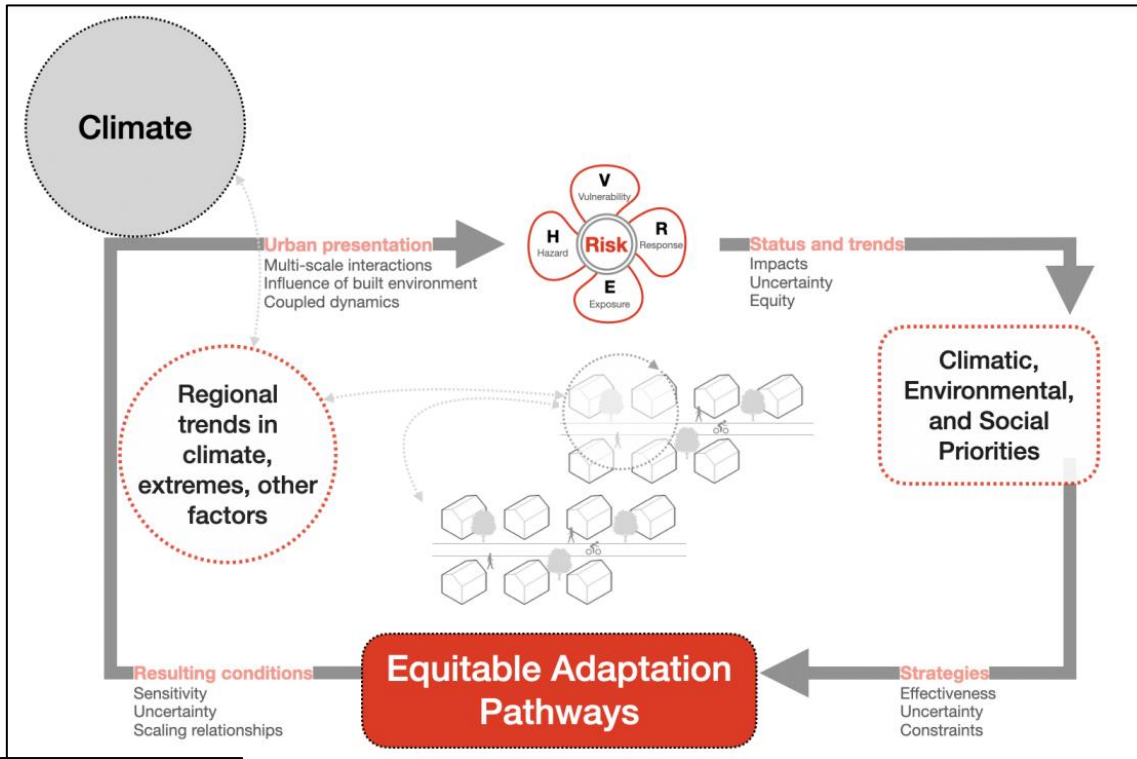 Climate
Urban presentation
Multi-scale interactions
Influence of built environment
Coupled dynamics
V
Vulnerability
H
Hazard
Risk
R
Response
E
Exposure
Status and trends
Impacts
Uncertainty
Equity
Regional
trends in
climate,
extremes, other
factors
Climatic,
Environmental,
and Social
Priorities
Resulting conditions
Sensitivity
Uncertainty
Scaling relationships
Equitable Adaptation
Pathways
Strategies
Effectiveness
Uncertainty
Constraints